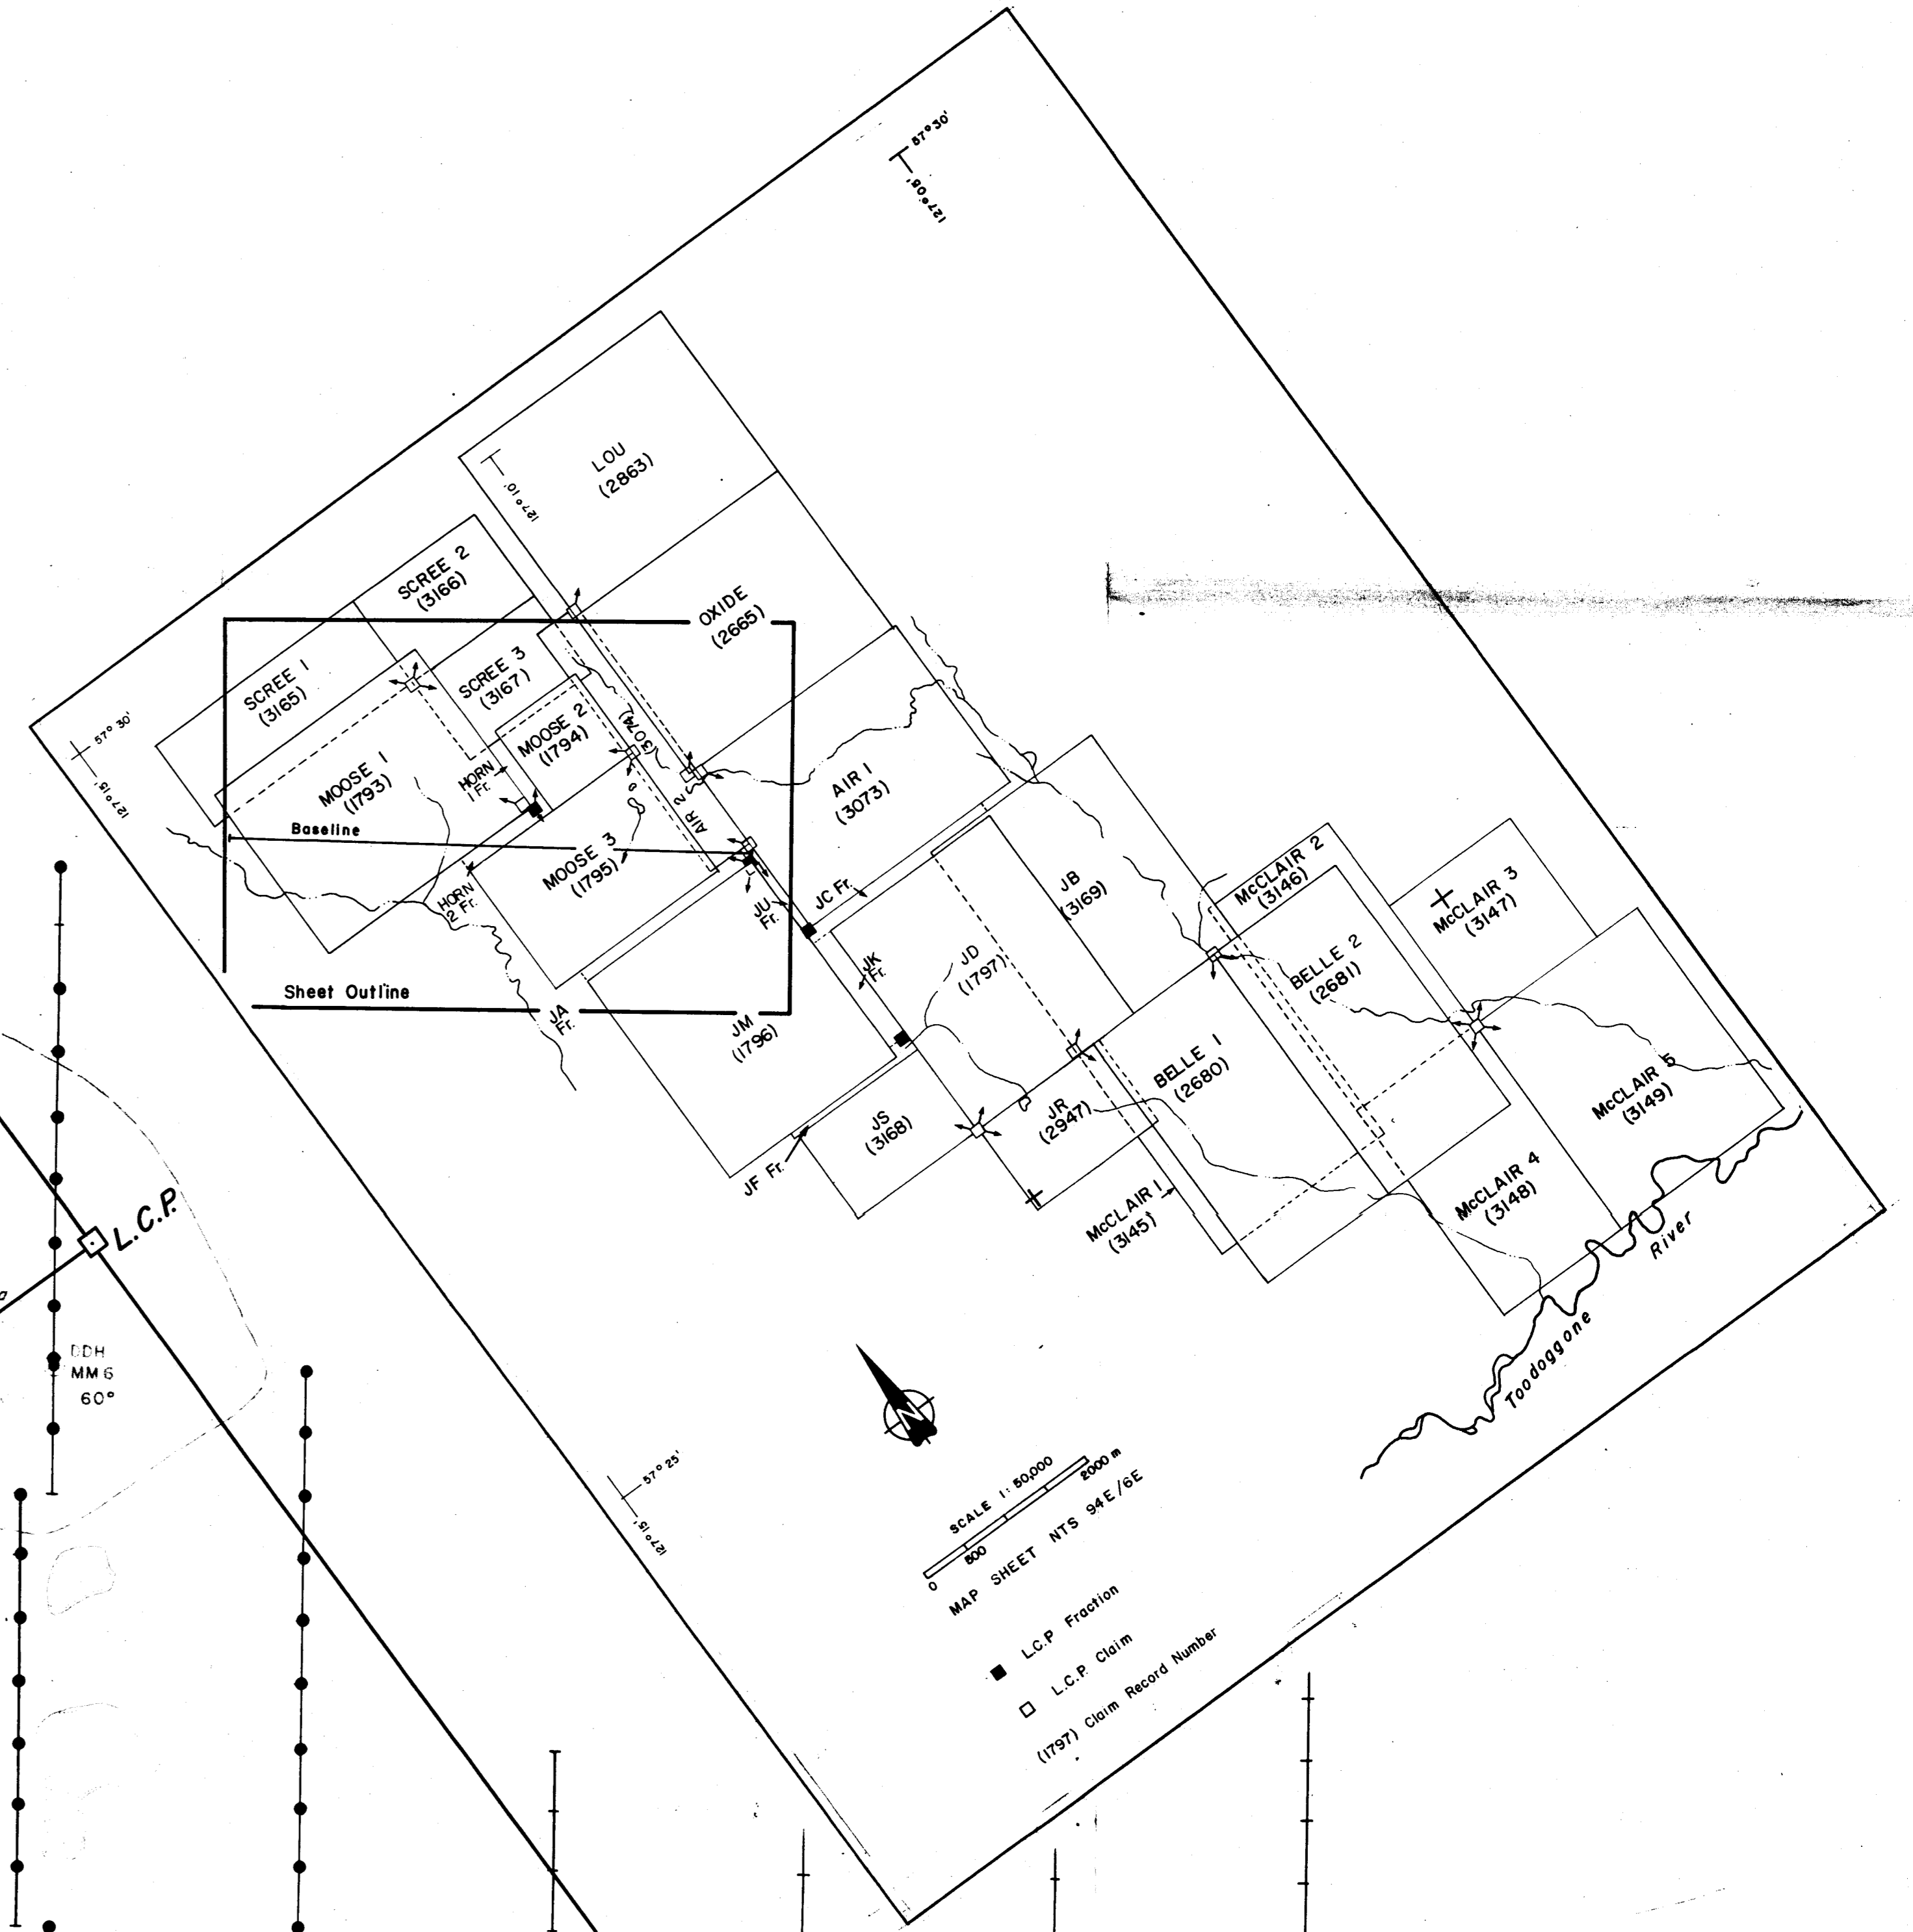 57° 30'
127° 05'
LOU
(2863)
127° 10'
SCREE 2
(3166)
OXIDE
(2665)
SCREE 1
(3165)
SCREE 3
(3167)
57° 30'
127° 15'
MOOSE 2
(1794)
(3074)
AIR 2
HORN
1 Fr.
MOOSE 1
(1793)
AIR 1
(3073)
Baseline
MOOSE 3
(1795)
HORN
2 Fr.
JU
Fr.
JC Fr.
JB
(3169)
McCLAIR 2
(3146)
McCLAIR 3
(3147)
JK
Fr.
JD
(1797)
BELLE 2
(2681)
Sheet Outline
JA
Fr.
JM
(1796)
BELLE 1
(2680)
McCLAIR 5
(3149)
JS
(3168)
JR
(2947)
JF Fr.
McCLAIR 1
(3145)
McCLAIR 4
(3148)
L.C.P.
Toodoggone River
DDH
MM6
60°
N
57° 25'
127° 15'
SCALE 1:50,000
0 500 2000 m
MAP SHEET NTS 94E/6E
L.C.P Fraction
L.C.P. Claim
(1797) Claim Record Number